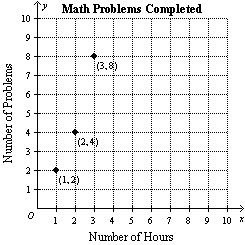 y
Math Problems Completed
10
9
8
(3, 8)
7
6
5
4
(2, 4)
3
2
(1, 2)
1
Number of Problems
O
1 2 3 4 5 6 7 8 9 10 x
Number of Hours